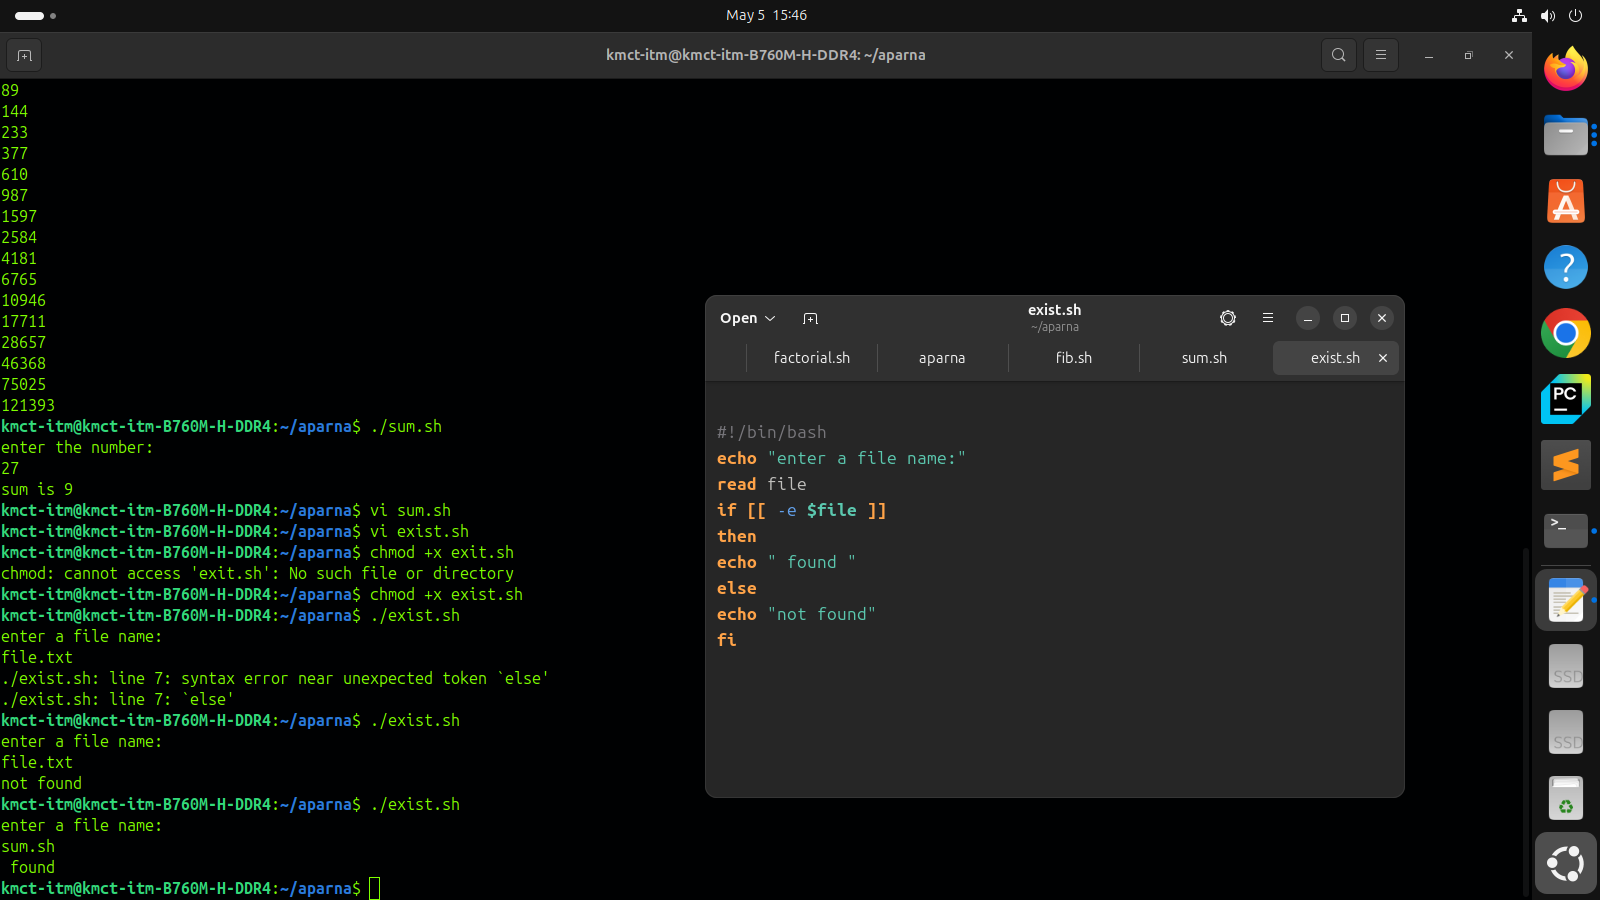 May 5 15:46
kmct-itm@kmct-itm-B760M-H-DDR4: ~/aparna
89
144
233
377
610
987
1597
2584
4181
6765
10946
17711
28657
46368
75025
121393
kmct-itm@kmct-itm-B760M-H-DDR4:~/aparna$ ./sum.sh
enter the number:
27
sum is 9
kmct-itm@kmct-itm-B760M-H-DDR4:~/aparna$ vi sum.sh
kmct-itm@kmct-itm-B760M-H-DDR4:~/aparna$ vi exist.sh
kmct-itm@kmct-itm-B760M-H-DDR4:~/aparna$ chmod +x exit.sh
chmod: cannot access 'exit.sh': No such file or directory
kmct-itm@kmct-itm-B760M-H-DDR4:~/aparna$ chmod +x exist.sh
kmct-itm@kmct-itm-B760M-H-DDR4:~/aparna$ ./exist.sh
enter a file name:
file.txt
./exist.sh: line 7: syntax error near unexpected token `else'
./exist.sh: line 7: `else'
kmct-itm@kmct-itm-B760M-H-DDR4:~/aparna$ ./exist.sh
enter a file name:
file.txt
not found
kmct-itm@kmct-itm-B760M-H-DDR4:~/aparna$ ./exist.sh
enter a file name:
sum.sh
 found
kmct-itm@kmct-itm-B760M-H-DDR4:~/aparna$
Open
exist.sh
~/aparna
factorial.sh aparna fib.sh sum.sh exist.sh
#!/bin/bash
echo "enter a file name:"
read file
if [[ -e $file ]]
then
echo " found "
else
echo "not found"
fi
PC
>_
SSD
SSD